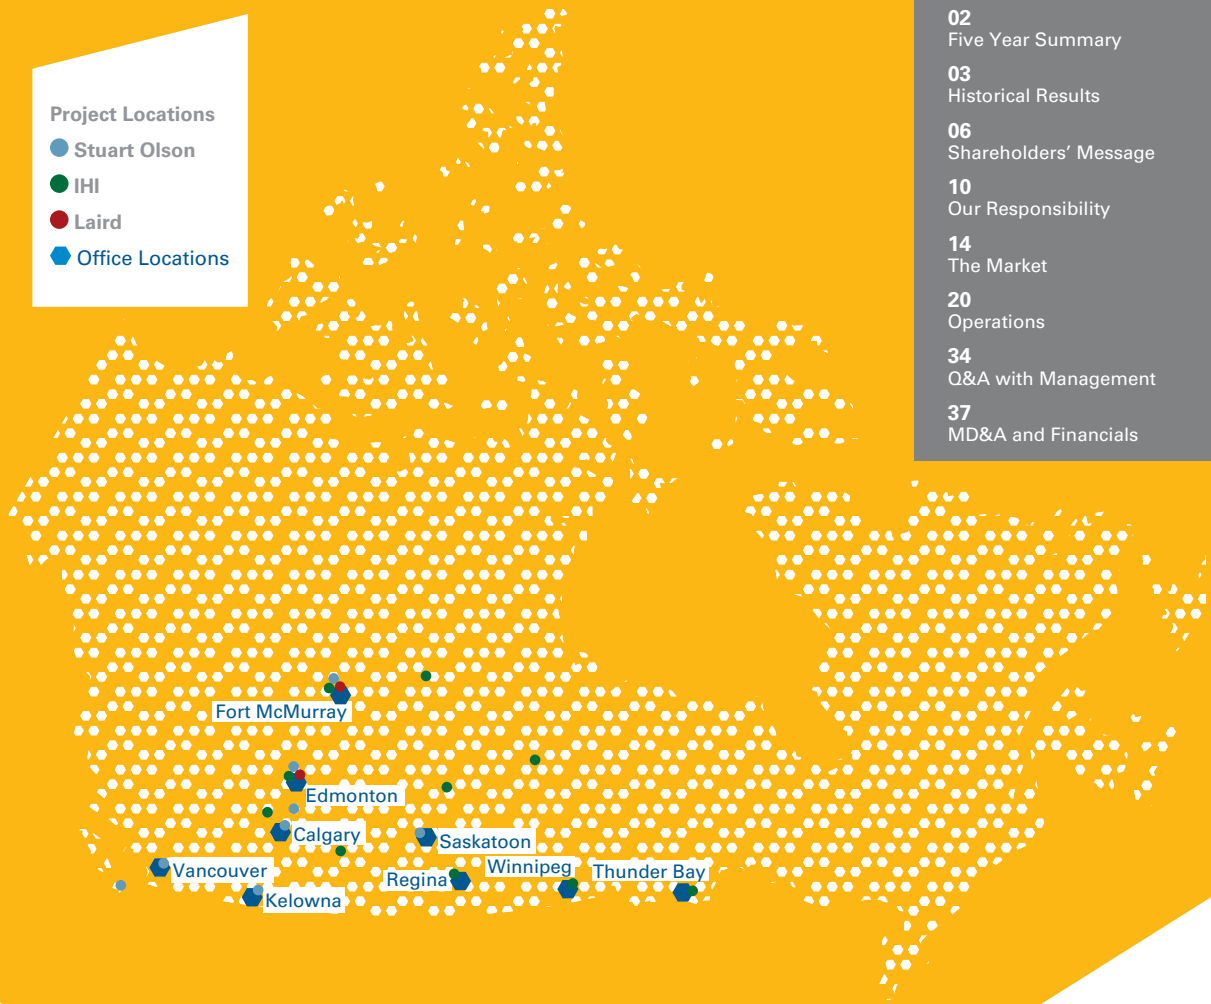 Project Locations
Stuart Olson
IHI
Laird
Office Locations
02
Five Year Summary
03
Historical Results
06
Shareholders’ Message
10
Our Responsibility
14
The Market
20
Operations
34
Q&A with Management
37
MD&A and Financials
Fort McMurray
Edmonton
Calgary
Saskatoon
Vancouver
Winnipeg
Thunder Bay
Regina
Kelowna